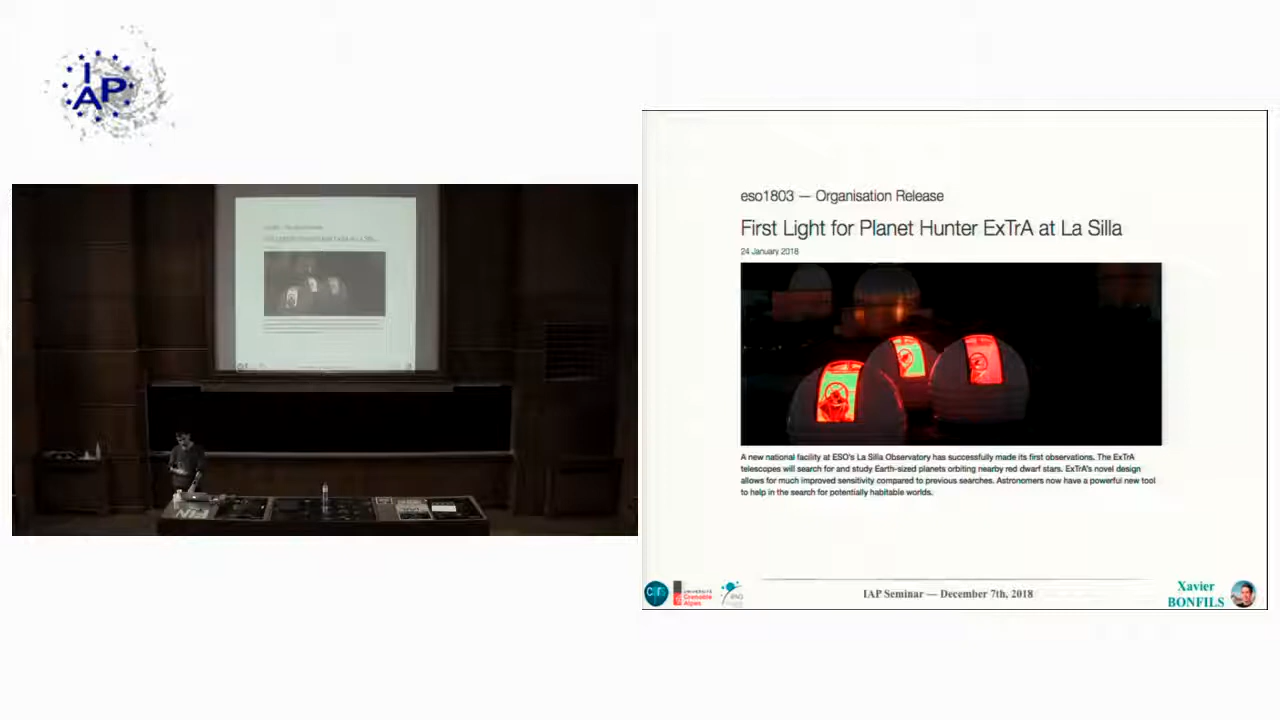 IAP
eso1803 — Organisation Release
First Light for Planet Hunter ExTrA at La Silla
24 January 2018
A new national facility at ESO's La Silla Observatory has successfully made its first observations. The ExTrA
telescopes will search for and study Earth-sized planets orbiting nearby red dwarf stars. ExTrA's novel design
allows for much improved sensitivity compared to previous searches. Astronomers now have a powerful new tool
to help in the search for potentially habitable worlds.
cnrs
UNIVERSITÉ
Grenoble
Alpes
IAP Seminar — December 7th, 2018
Xavier
BONFILS